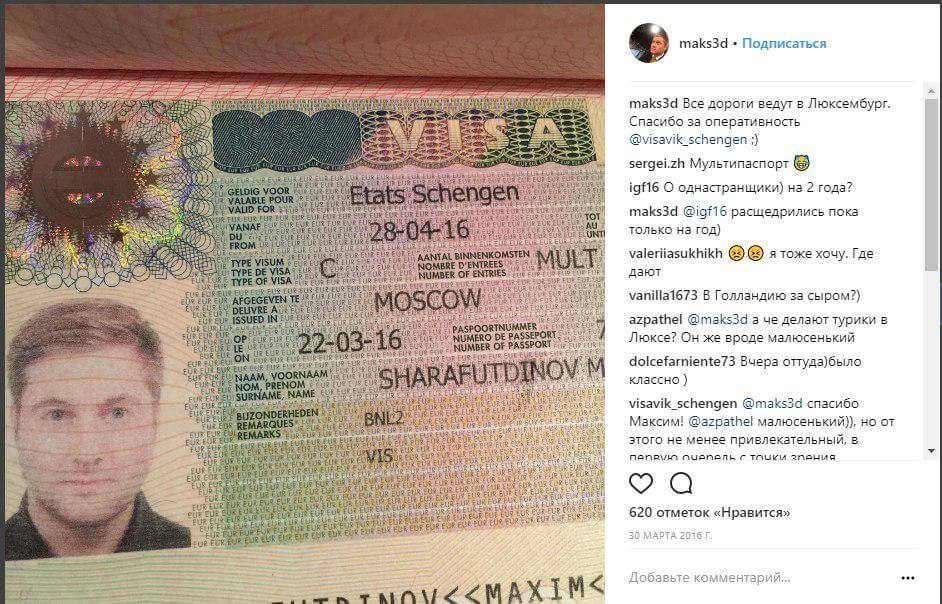 VISA
GELDIG VOOR
VALABLE POUR
VALID FOR
Etats Schengen
VANAF
DU
FROM
28-04-16
TOT
AU
TYPE VISUM
TYPE DE VISA
TYPE OF VISA
C
AANTAL BINNENKOMSTEN
NOMBRE D'ENTREES
NUMBER OF ENTRIES
MULT
AFGEGEVEN TE
DELIVRE A
ISSUED IN
MOSCOW
OP
LE
ON
22-03-16
PASPOORTNUMMER
NUMERO DE PASSEPORT
NUMBER OF PASSPORT
NAAM, VOORNAAM
NOM, PRENOM
SURNAME, NAME
SHARAFUTDINOV M
BIJZONDERHEDEN
REMARQUES
REMARKS
BNL2
VIS
UTDINOV<<MAXIM<
maks3d • Подписаться
maks3d Все дороги ведут в Люксембург.
Спасибо за оперативность
@visavik_schengen ;)
sergei.zh Мультипаспорт
igf16 О однастранщики) на 2 года?
maks3d @igf16 расщедрились пока
только на год)
valeriiasukhikh 😣😣 я тоже хочу. Где
дают
vanilla1673 В Голландию за сыром?)
azpathel @maks3d а че делают турики в
Люксе? Он же вроде малюсенький
dolcefarniente73 Вчера оттуда)было
классно )
visavik_schengen @maks3d спасибо
Максим! @azpathel малюсенький)), но от
этого не менее привлекательный, в
первую очередь с точки зрения
620 отметок «Нравится»
30 МАРТА 2016 Г.
Добавьте комментарий...